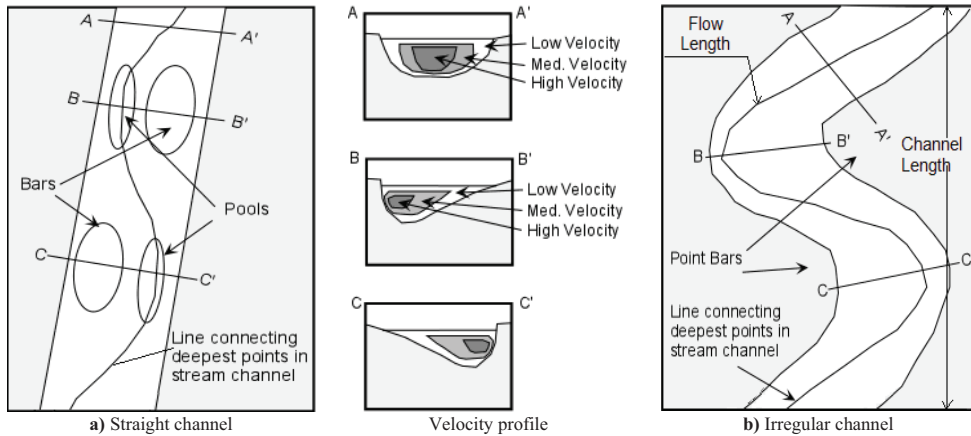 A
A'
B
B'
Bars
Pools
C
C'
Line connecting
deepest points in
stream channel
a) Straight channel
A
A'
Low Velocity
Med. Velocity
High Velocity
B
B'
Low Velocity
Med. Velocity
High Velocity
C
C'
Velocity profile
Flow
Length
A
A'
Channel
Length
B
B'
Point Bars
C
C
Line connecting
deepest points in
stream channel
b) Irregular channel